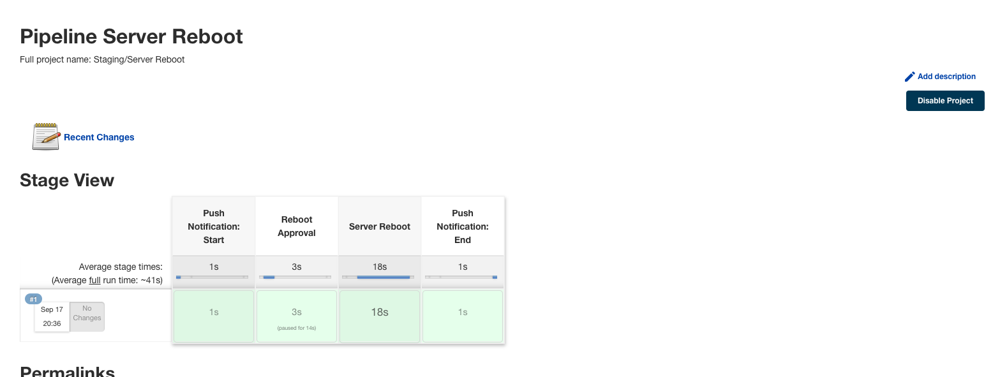 Pipeline Server Reboot
Full project name: Staging/Server Reboot
Add description
Disable Project
Recent Changes
Stage View
Push
Notification:
Start
Reboot
Approval
Server Reboot
Push
Notification:
End
Average stage times:
(Average full run time: ~41s)
1s
3s
18s
1s
#1
Sep 17
20:36
No
Changes
1s
3s
(paused for 14s)
18s
1s
Permalinks